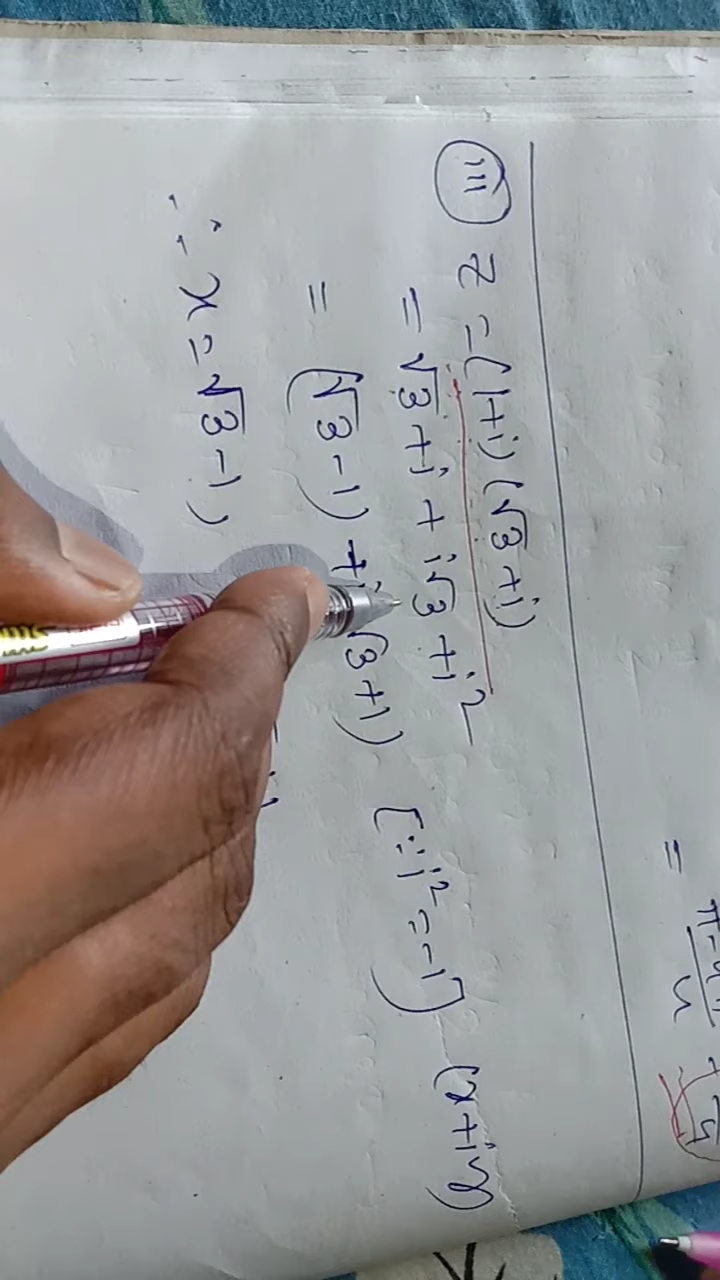 (iii) z = (1+i) (√3+i)
= √3 + i + i√3 + i²
= (√3-1) + i(√3+1) [∵ i² = -1] (x+iy)
∴ x = √3-1,